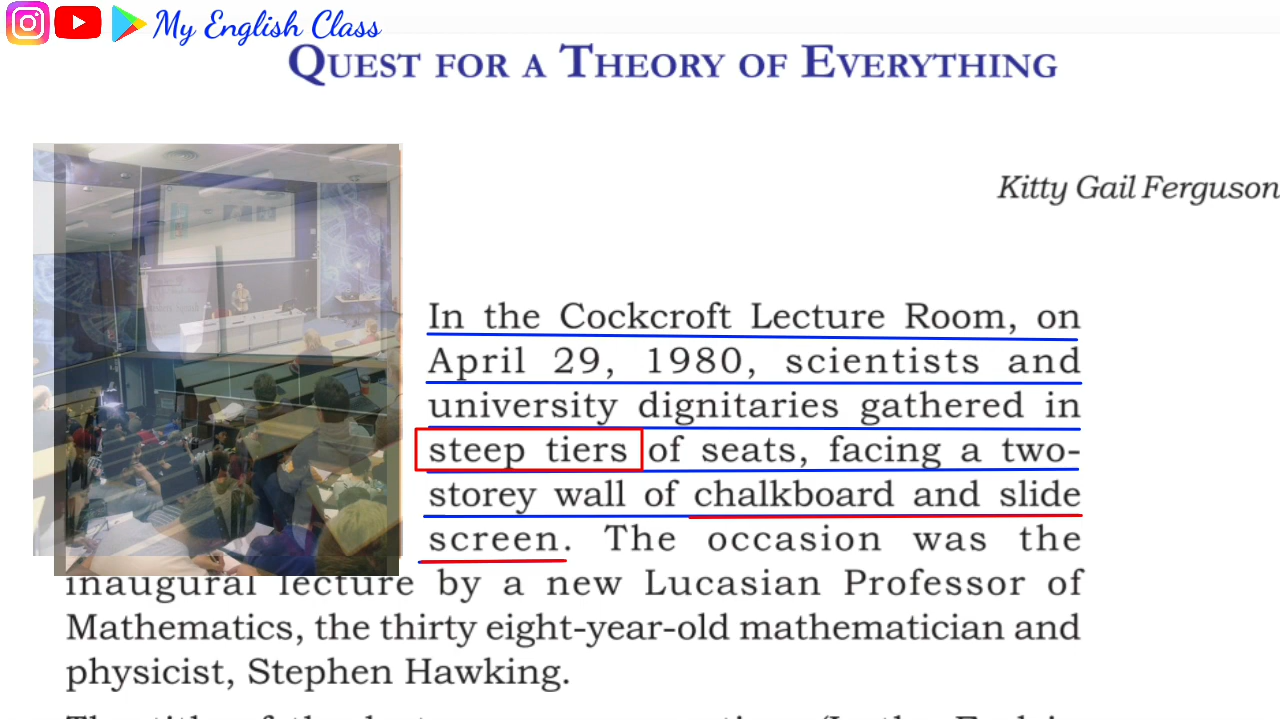 My English Class
QUEST FOR A THEORY OF EVERYTHING
Kitty Gail Ferguson
In the Cockcroft Lecture Room, on
April 29, 1980, scientists and
university dignitaries gathered in
steep tiers of seats, facing a two-
storey wall of chalkboard and slide
screen. The occasion was the
inaugural lecture by a new Lucasian Professor of
Mathematics, the thirty eight-year-old mathematician and
physicist, Stephen Hawking.